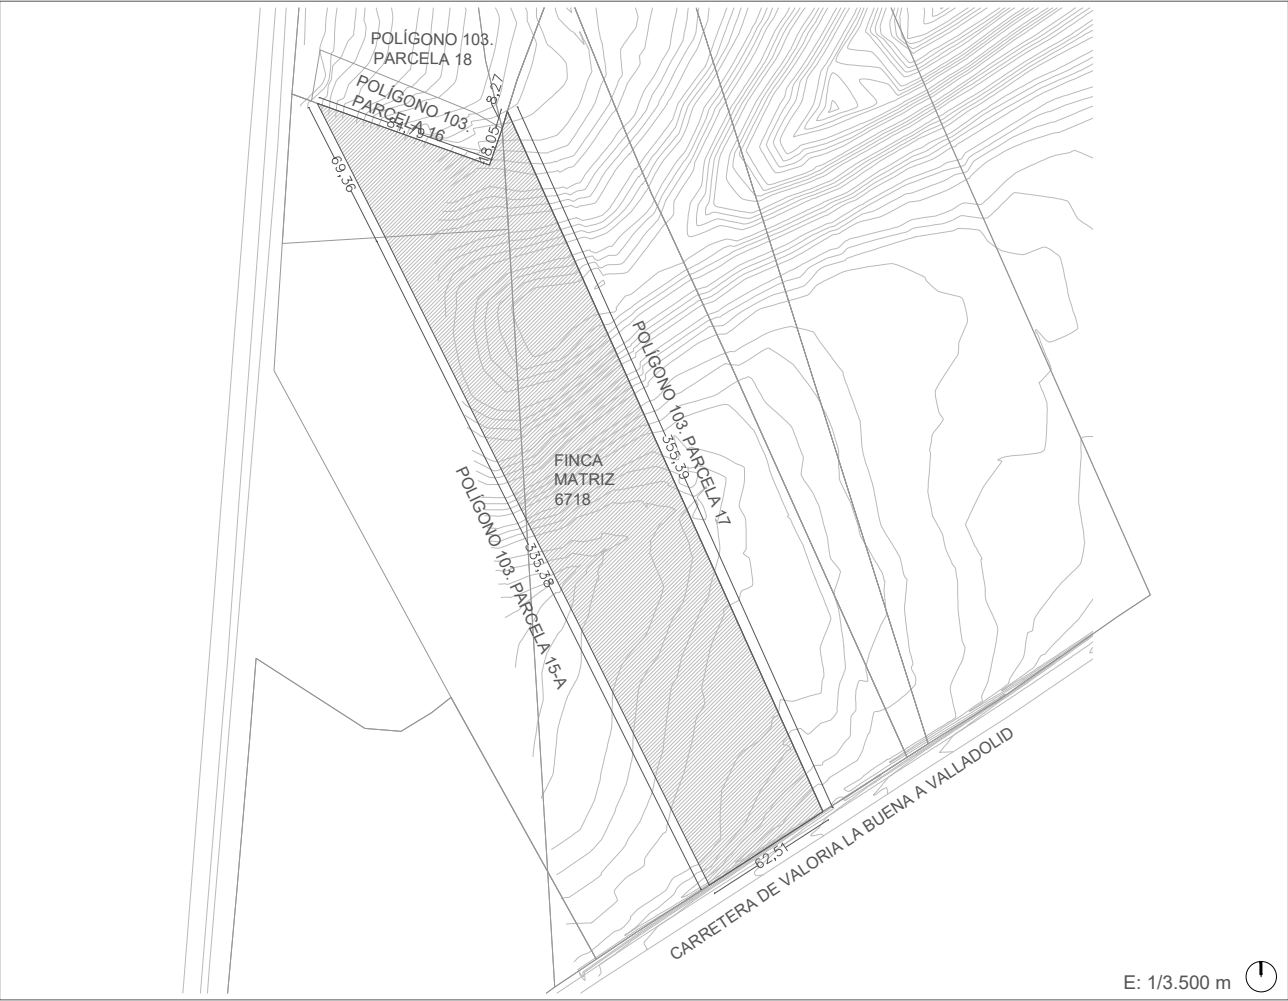 POLÍGONO 103.
PARCELA 18
POLÍGONO 103.
PARCELA 16
8,27
18,05
69,36
POLÍGONO 103. PARCELA 17
355,39
FINCA
MATRIZ
6718
POLÍGONO 103. PARCELA 15-A
335,38
62,51
CARRETERA DE VALORIA LA BUENA A VALLADOLID
E: 1/3.500 m